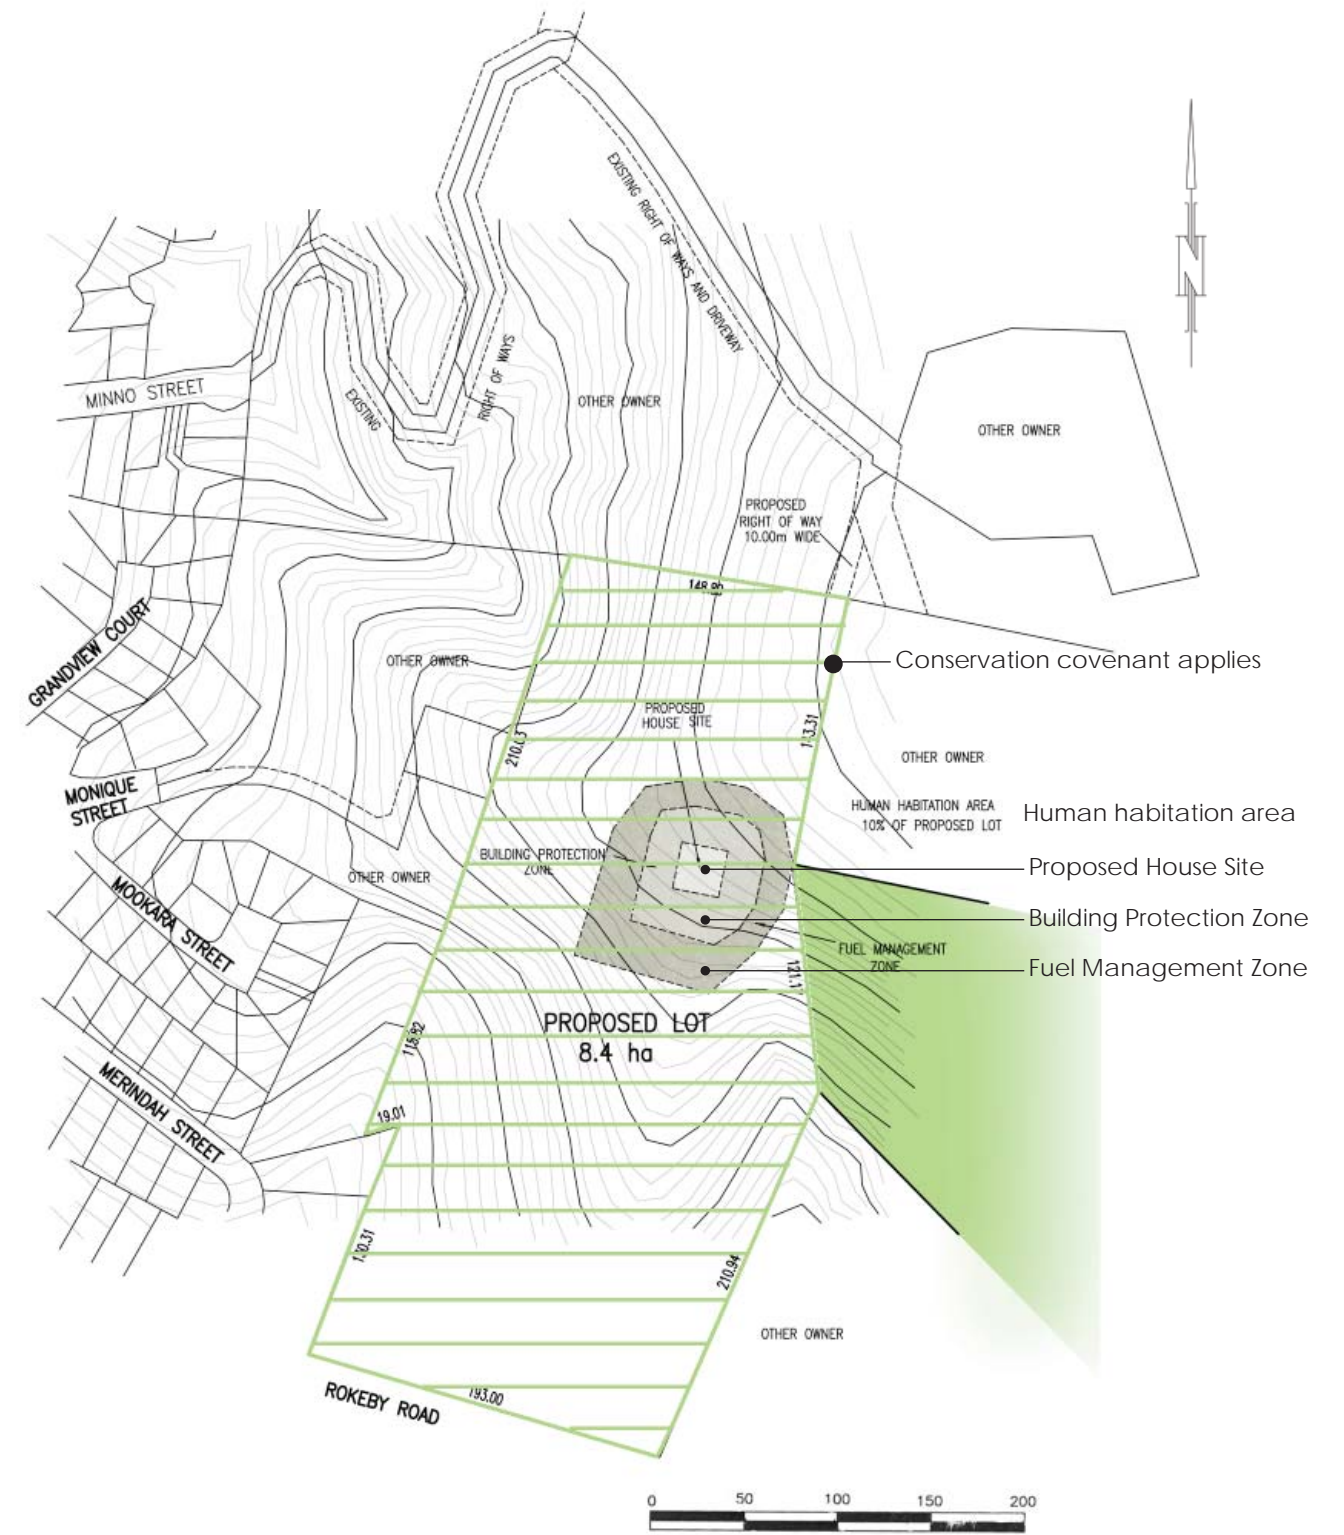 EXISTING RIGHT OF WAYS AND DRIVEWAY
N
MINNO STREET
EXISTING
RIGHT OF WAYS
OTHER OWNER
OTHER OWNER
PROPOSED
RIGHT OF WAY
10.00m WIDE
148.80
GRANDVIEW COURT
OTHER OWNER
Conservation covenant applies
PROPOSED
HOUSE SITE
210.63
OTHER OWNER
MONIQUE
STREET
HUMAN HABITATION AREA
10% OF PROPOSED LOT
Human habitation area
BUILDING PROTECTION
ZONE
OTHER OWNER
Proposed House Site
MOOKARA STREET
Building Protection Zone
FUEL MANAGEMENT
ZONE
Fuel Management Zone
PROPOSED LOT
8.4 ha
MERINDAH STREET
19.01
210.94
OTHER OWNER
ROKEBY ROAD
193.00
0 50 100 150 200